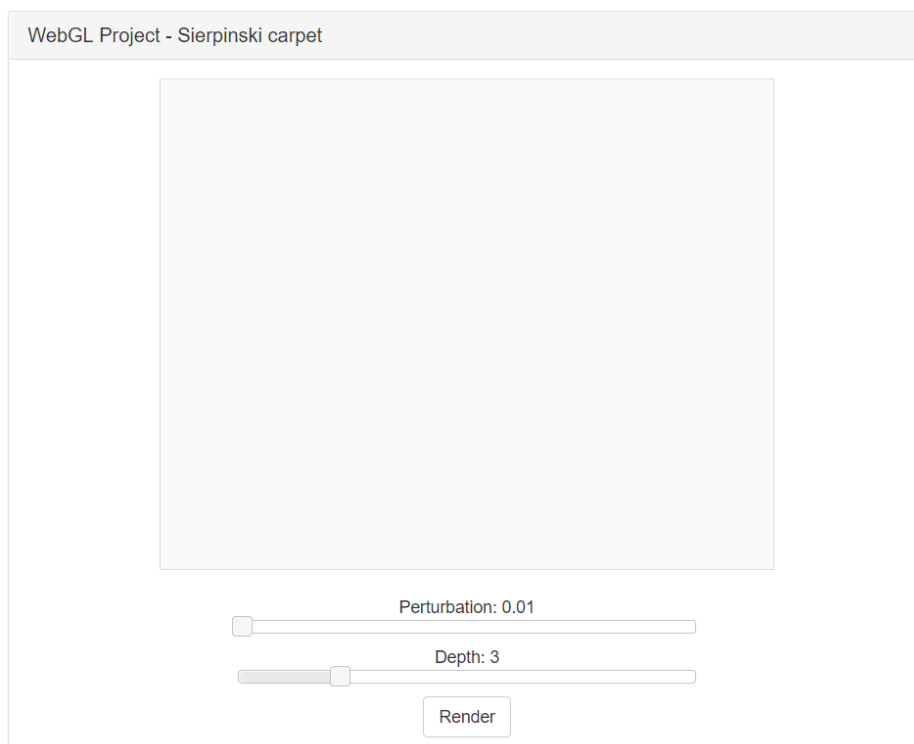 WebGL Project - Sierpinski carpet
Perturbation: 0.01
Depth: 3
Render